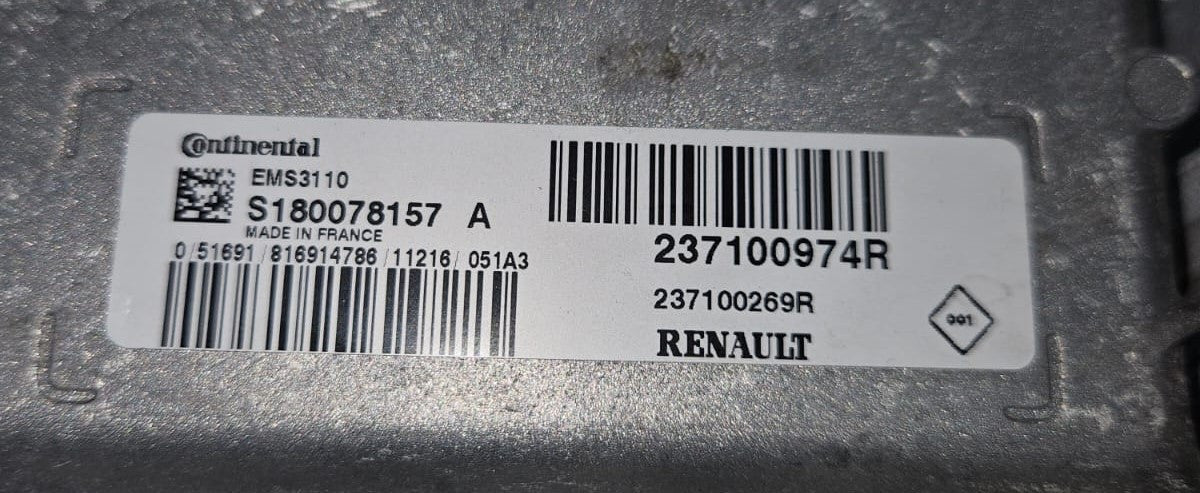 Continental
EMS3110
S180078157 A
MADE IN FRANCE
0/51691/816914786/11216/051A3
237100974R
237100269R
RENAULT
001